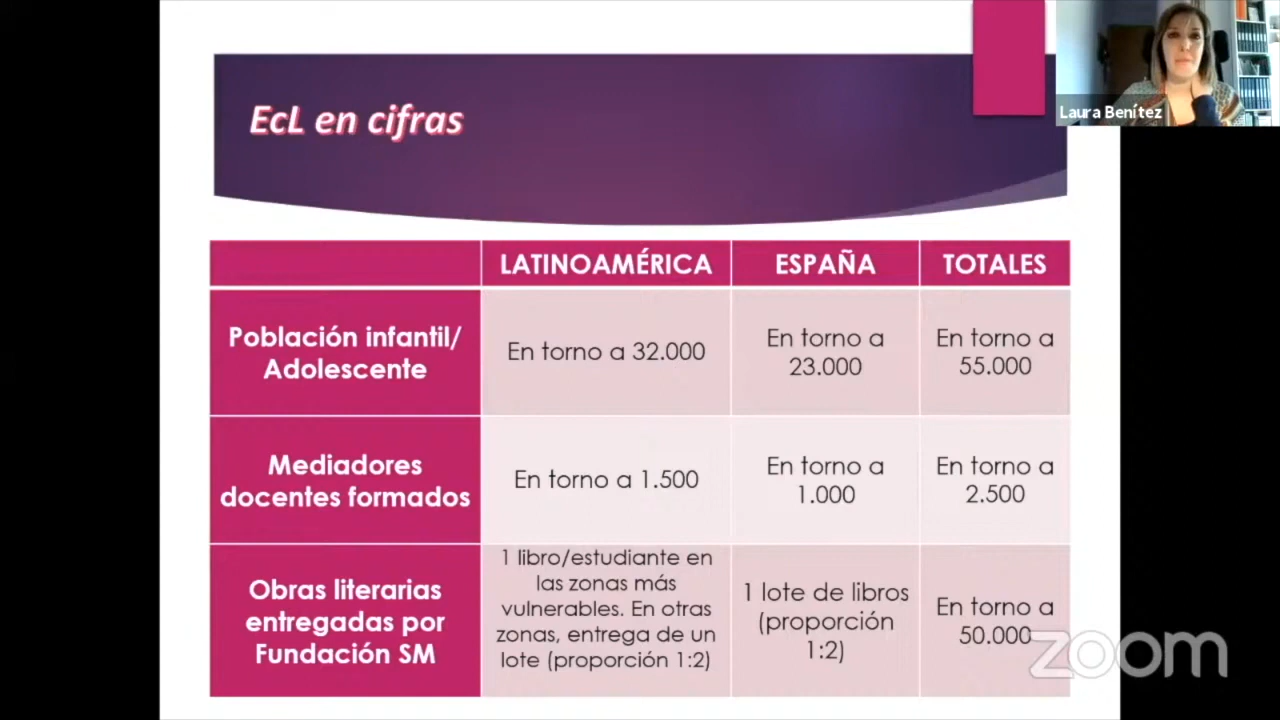 EcL en cifras
Laura Benítez
LATINOAMÉRICA ESPAÑA TOTALES
Población infantil/
Adolescente
En torno a 32.000
En torno a
23.000
En torno a
55.000
Mediadores
docentes formados
En torno a 1.500
En torno a
1.000
En torno a
2.500
Obras literarias
entregadas por
Fundación SM
1 libro/estudiante en
las zonas más
vulnerables. En otras
zonas, entrega de un
lote (proporción 1:2)
1 lote de libros
(proporción
1:2)
En torno a
50.000
zoom